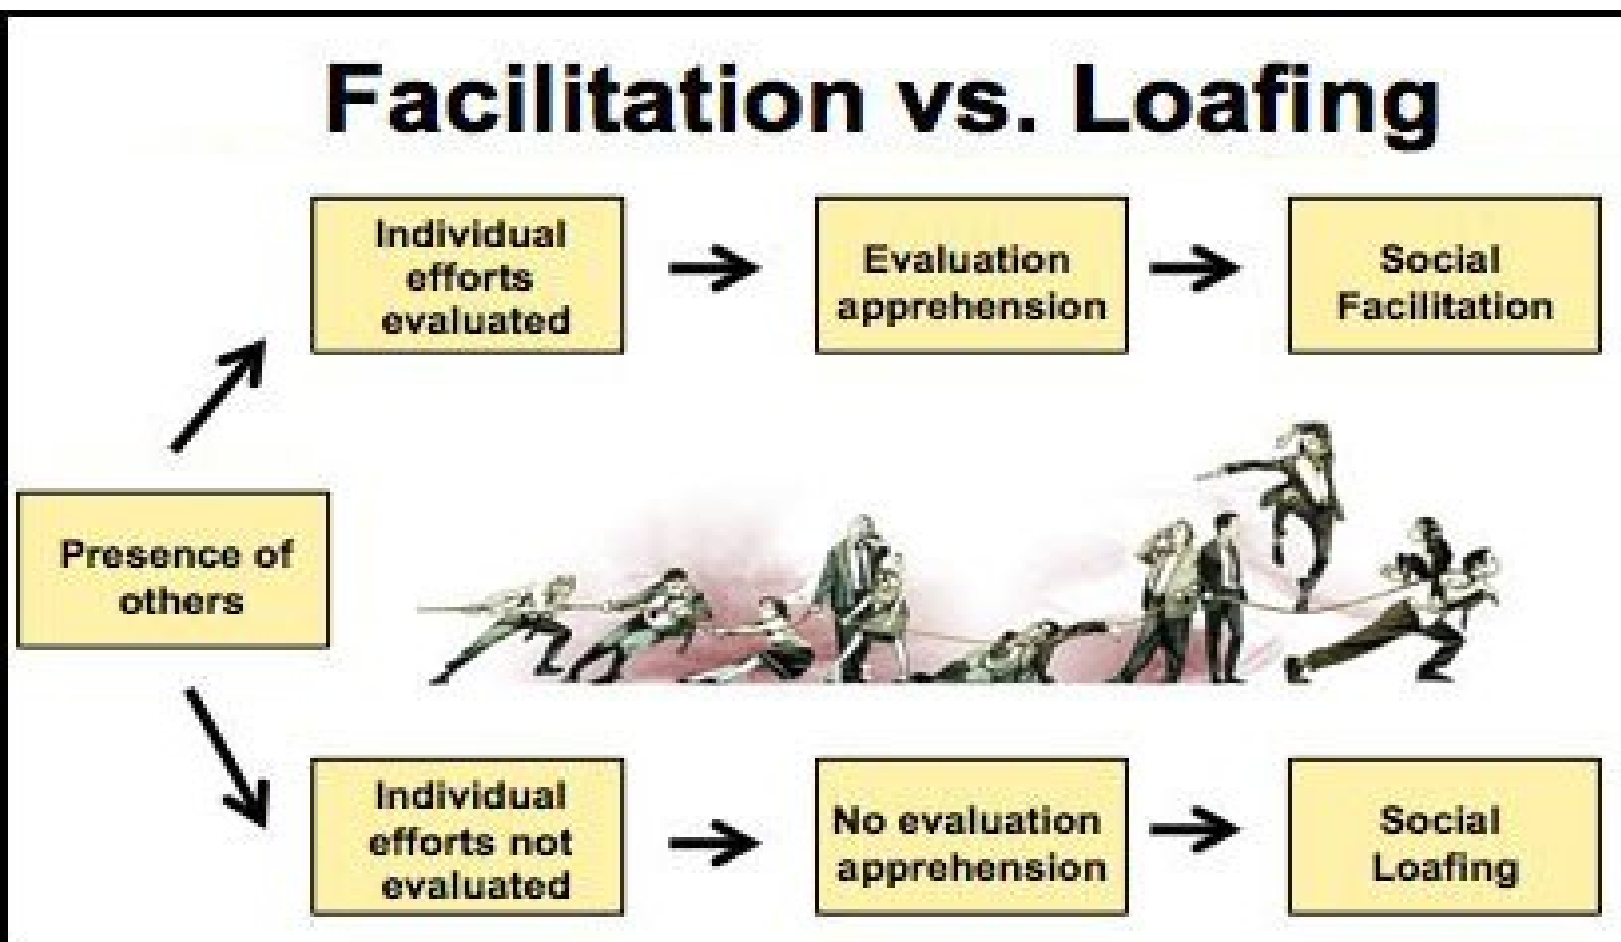 Facilitation vs. Loafing
Individual
efforts
evaluated
Evaluation
apprehension
Social
Facilitation
Presence of
others
Individual
efforts not
evaluated
No evaluation
apprehension
Social
Loafing